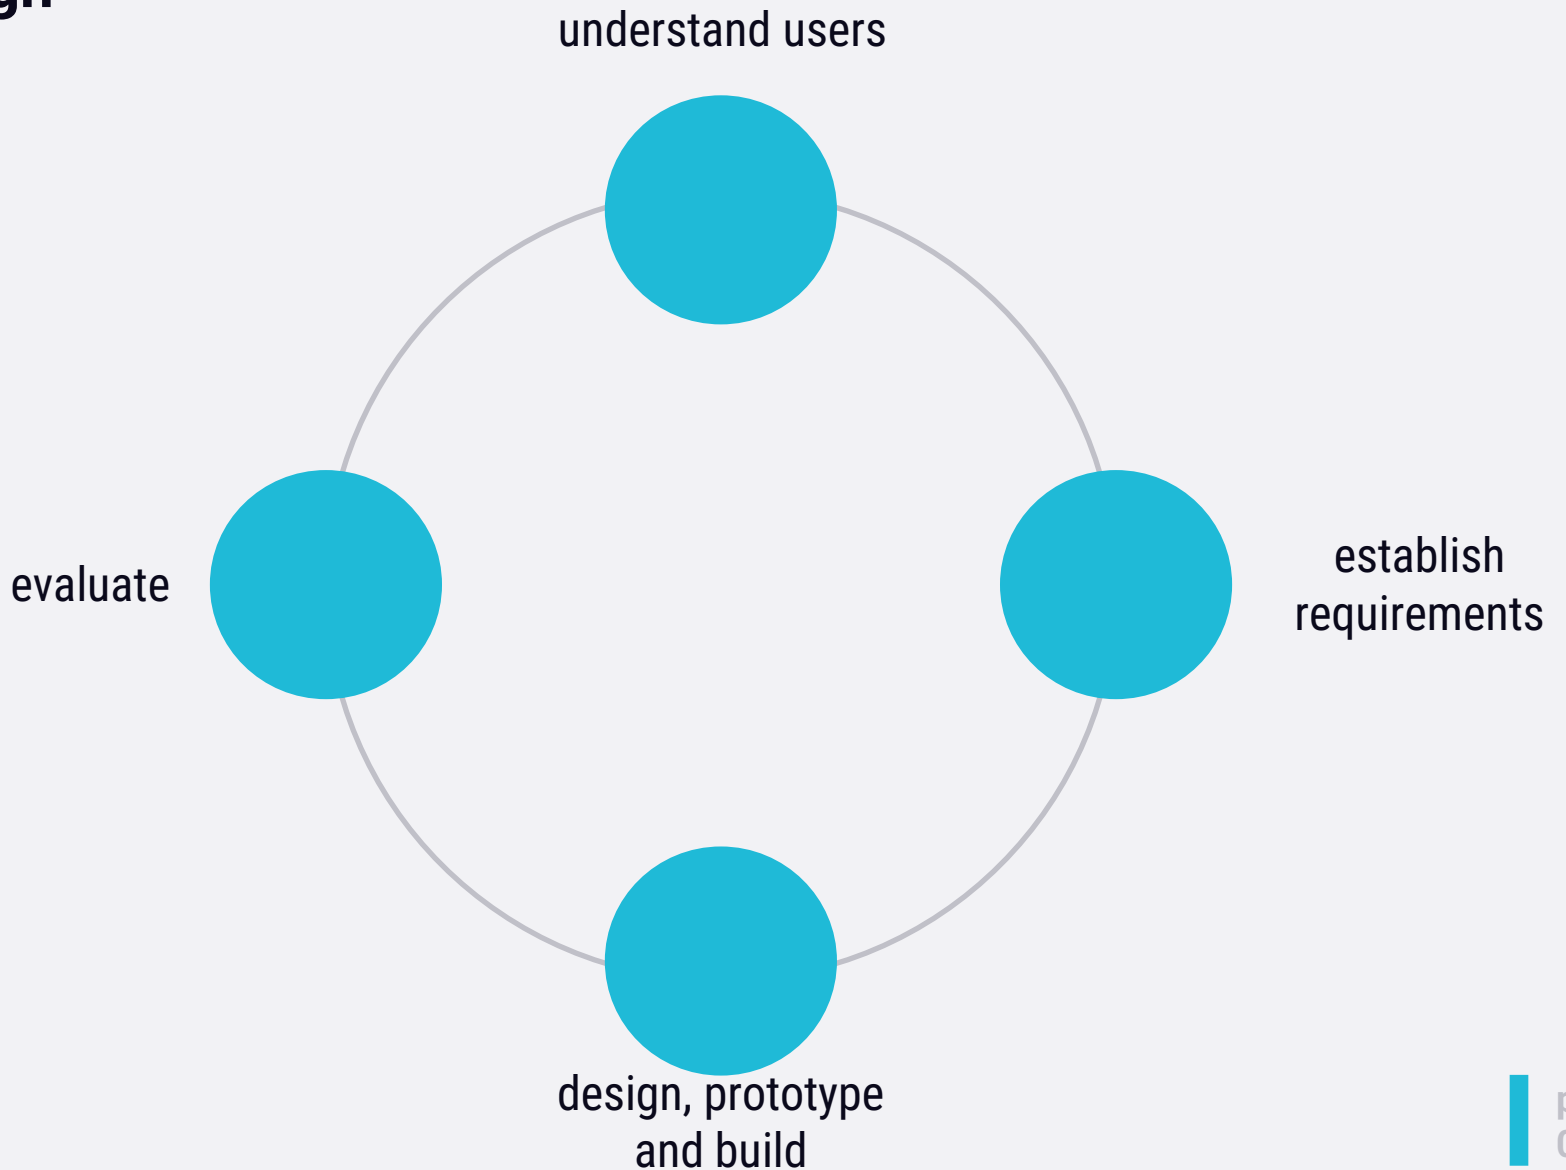 understand users
evaluate
establish
requirements
design, prototype
and build